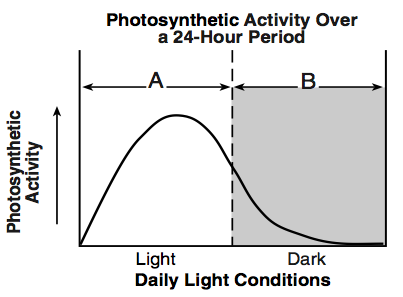 Photosynthetic Activity Over
a 24-Hour Period
A
B
Photosynthetic
Activity
Light
Dark
Daily Light Conditions